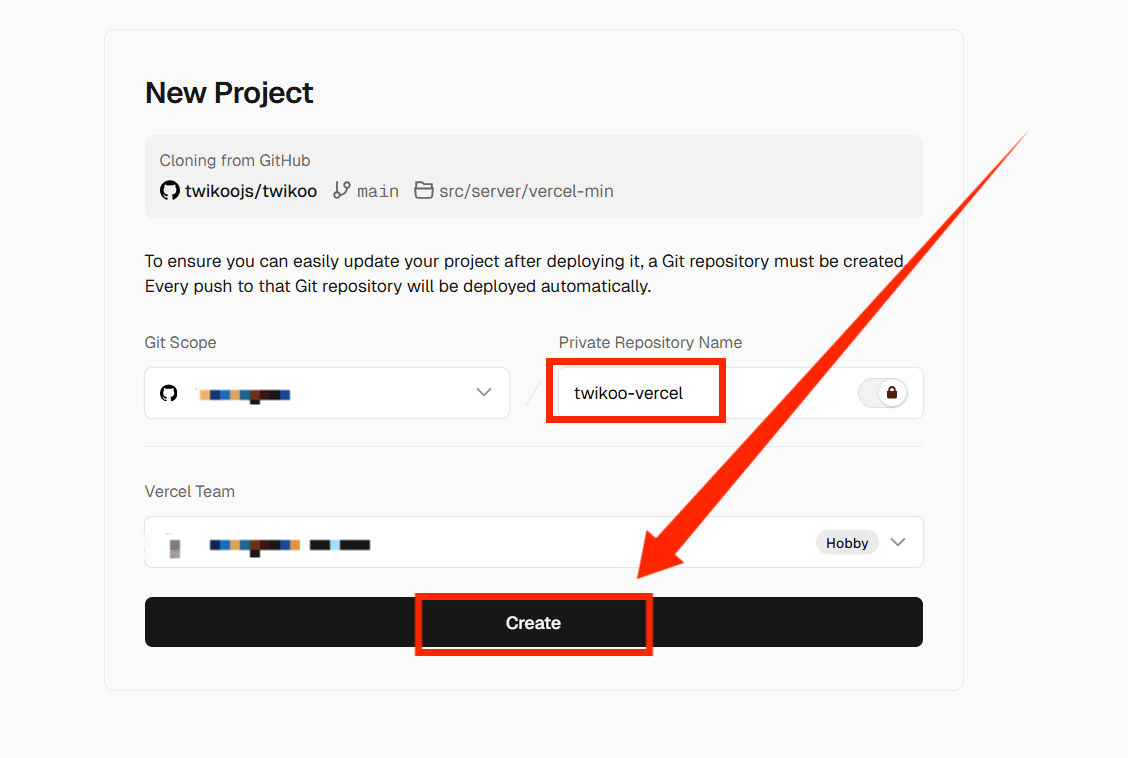 New Project
Cloning from GitHub
twikoojs/twikoo main src/server/vercel-min
To ensure you can easily update your project after deploying it, a Git repository must be created.
Every push to that Git repository will be deployed automatically.
Git Scope
Private Repository Name
twikoo-vercel
Vercel Team
Hobby
Create